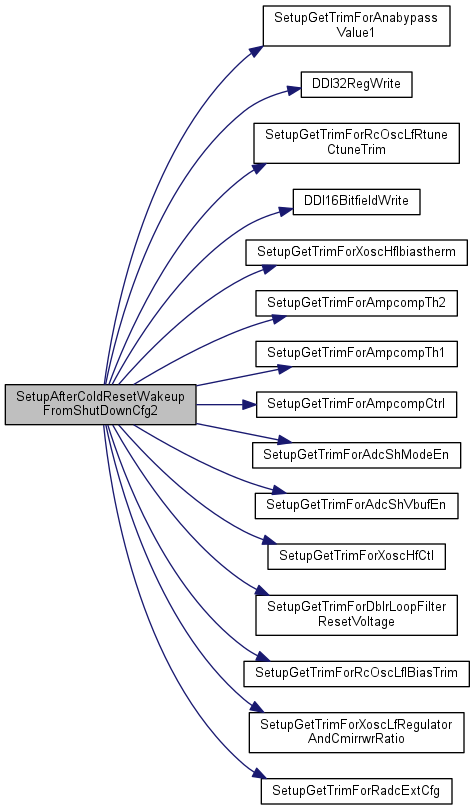 SetupGetTrimForAnabypass
Value1
DDI32RegWrite
SetupGetTrimForRcOscLfRtune
CtuneTrim
DDI16BitfieldWrite
SetupGetTrimForXoscHfIbiastherm
SetupGetTrimForAmpcompTh2
SetupGetTrimForAmpcompTh1
SetupAfterColdResetWakeup
FromShutDownCfg2
SetupGetTrimForAmpcompCtrl
SetupGetTrimForAdcShModeEn
SetupGetTrimForAdcShVbufEn
SetupGetTrimForXoscHfCtl
SetupGetTrimForDblrLoopFilter
ResetVoltage
SetupGetTrimForRcOscLfIBiasTrim
SetupGetTrimForXoscLfRegulator
AndCmirrwrRatio
SetupGetTrimForRadcExtCfg